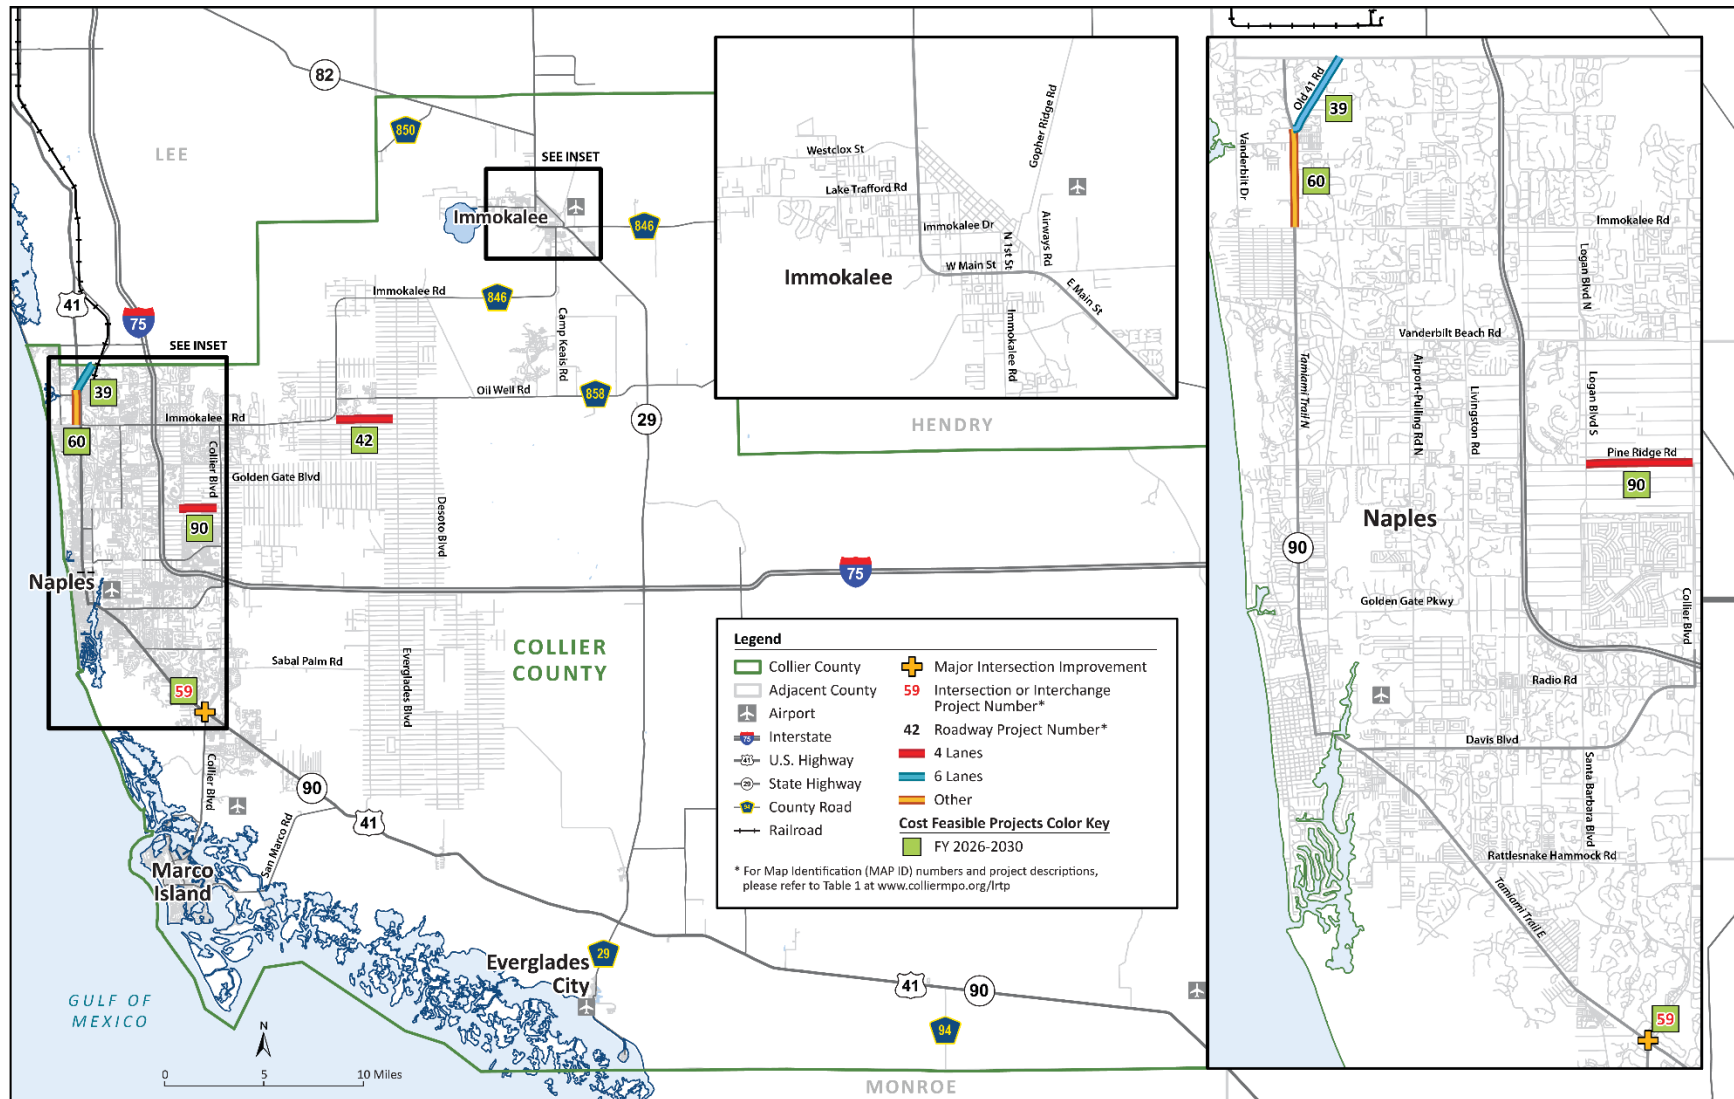 82
850
LEE
SEE INSET
Immokalee
846
41
75
SEE INSET
Immokalee Rd
846
Camp Keais Rd
Oil Well Rd
858
39
60
Immokalee Rd
42
29
Collier Blvd
Golden Gate Blvd
90
Desoto Blvd
Naples
75
COLLIER
COUNTY
Sabal Palm Rd
Everglades Blvd
59
Collier Blvd
90
41
San Marco Rd
Marco
Island
Everglades
City
29
41
90
94
GULF OF
MEXICO
N
0 5 10 Miles
MONROE
HENDRY
Westclox St
Lake Trafford Rd
Immokalee Dr
N 1st St
W Main St
Airways Rd
Gopher Ridge Rd
E Main St
Immokalee Rd
Immokalee
Legend
Collier County
Adjacent County
Airport
75 Interstate
41 U.S. Highway
29 State Highway
94 County Road
Railroad
Major Intersection Improvement
59 Intersection or Interchange
Project Number*
42 Roadway Project Number*
4 Lanes
6 Lanes
Other
Cost Feasible Projects Color Key
FY 2026-2030
* For Map Identification (MAP ID) numbers and project descriptions,
please refer to Table 1 at www.colliermpo.org/lrtp
Old 41 Rd
39
Vanderbilt Dr
60
Immokalee Rd
Logan Blvd N
Vanderbilt Beach Rd
Tamiami Trail N
Airport-Pulling Rd N
Livingston Rd
Logan Blvd S
Pine Ridge Rd
90
Naples
90
Golden Gate Pkwy
Collier Blvd
Radio Rd
Davis Blvd
Santa Barbara Blvd
Rattlesnake Hammock Rd
Tamiami Trail E
59